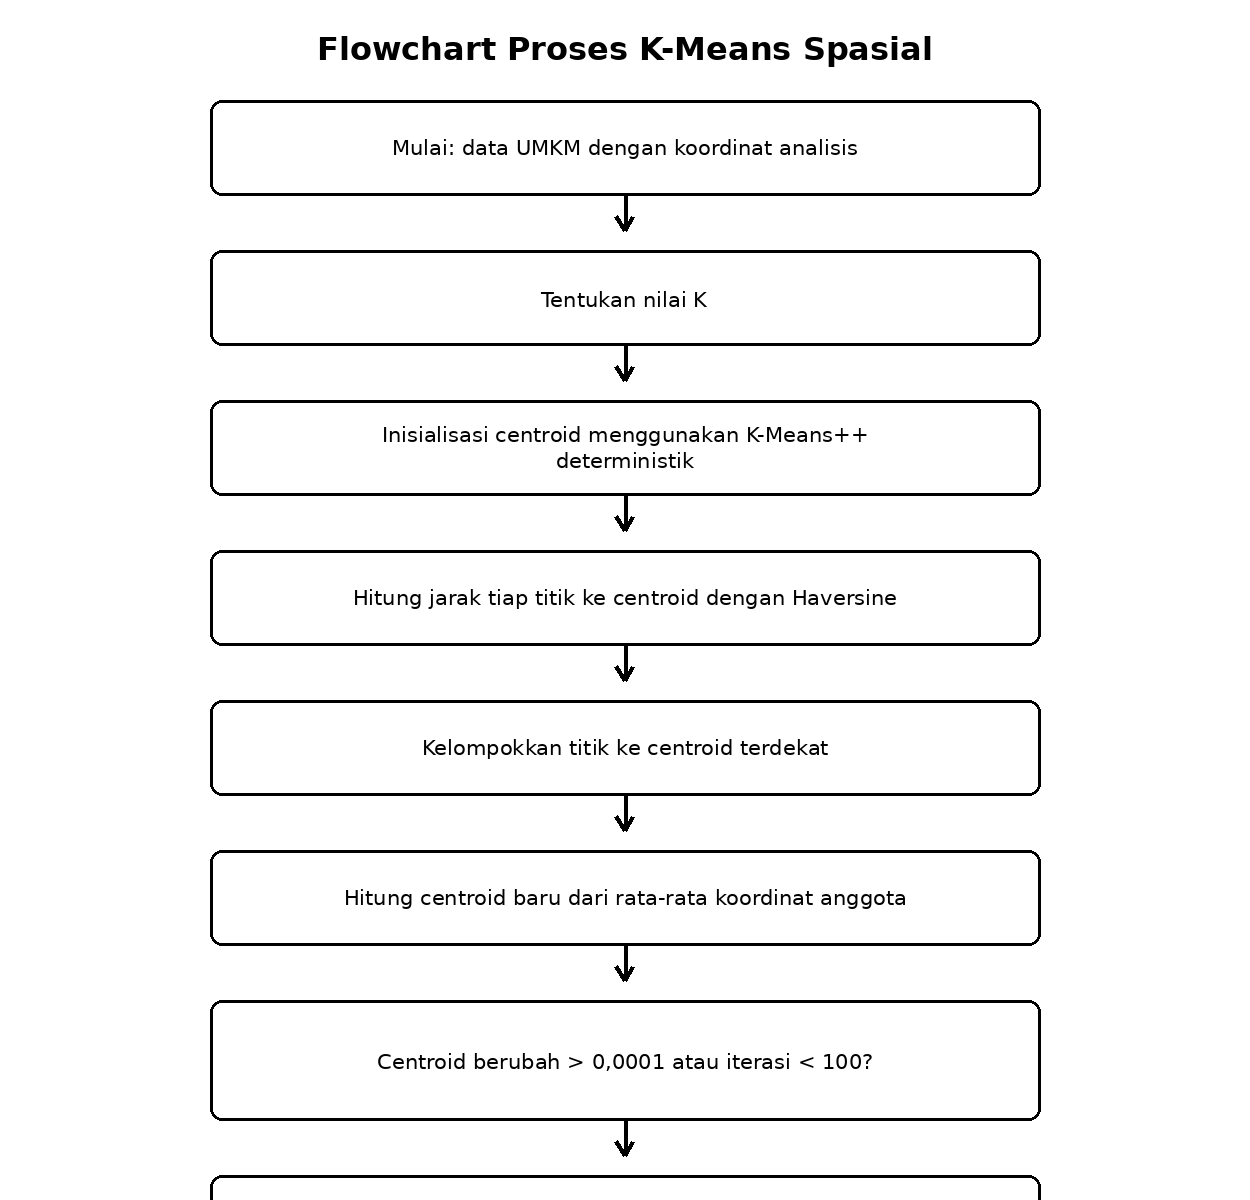 Flowchart Proses K-Means Spasial
Mulai: data UMKM dengan koordinat analisis
Tentukan nilai K
Inisialisasi centroid menggunakan K-Means++
deterministik
Hitung jarak tiap titik ke centroid dengan Haversine
Kelompokkan titik ke centroid terdekat
Hitung centroid baru dari rata-rata koordinat anggota
Centroid berubah > 0,0001 atau iterasi < 100?